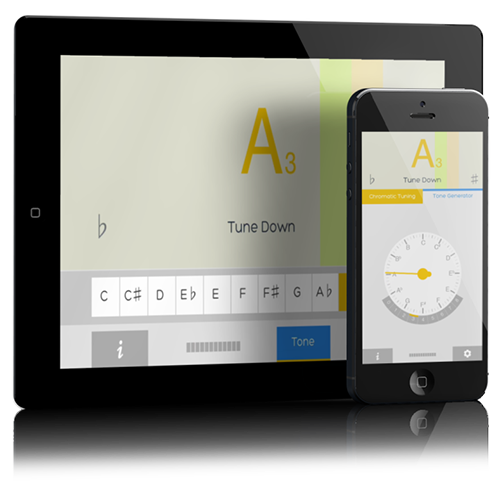 A3
♭
Tune Down
C C♯ D E♭ E F F♯ G A♭
i
Tone
A3
♭
Tune Down
♯
Chromatic Tuning
Tone Generator
i